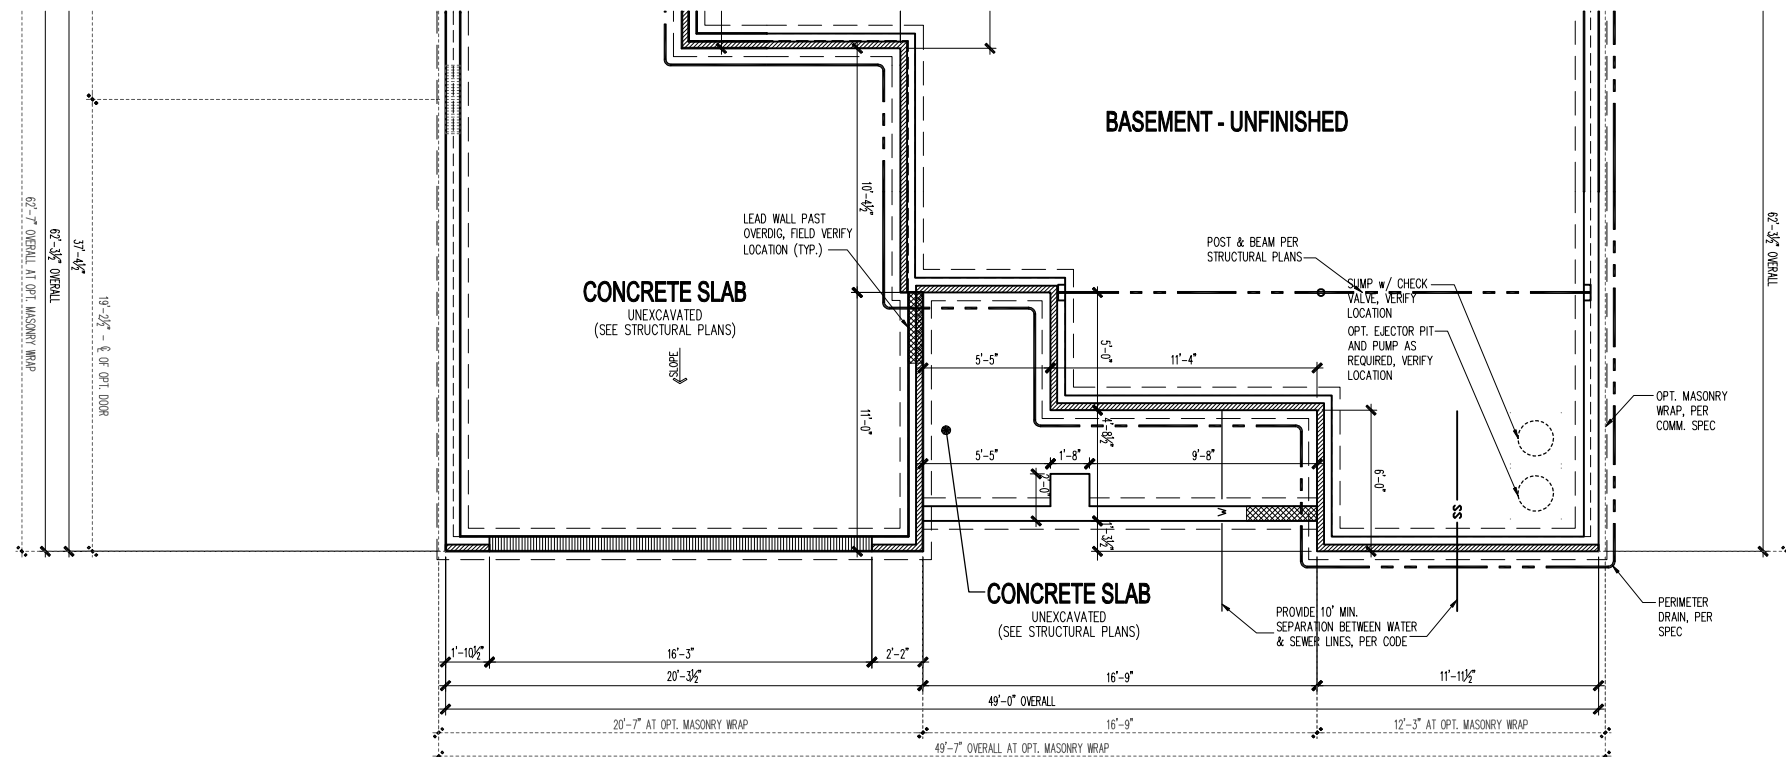 BASEMENT - UNFINISHED
62'-7" OVERALL AT OPT. MASONRY WRAP
62'-3½" OVERALL
37'-4½"
19'-2½" - ℄ OF OPT. DOOR
10'-4½"
LEAD WALL PAST
OVERDIG, FIELD VERIFY
LOCATION (TYP.)
CONCRETE SLAB
UNEXCAVATED
(SEE STRUCTURAL PLANS)
SLOPE
11'-0"
POST & BEAM PER
STRUCTURAL PLANS
SUMP w/ CHECK
VALVE, VERIFY
LOCATION
OPT. EJECTOR PIT
AND PUMP AS
REQUIRED, VERIFY
LOCATION
62'-3½" OVERALL
5'-5"
5'-0"
11'-4"
OPT. MASONRY
WRAP, PER
COMM. SPEC
4'-8½"
5'-5"
1'-8"
9'-8"
2'-0"
6'-0"
W
SS
1'-3½"
CONCRETE SLAB
UNEXCAVATED
(SEE STRUCTURAL PLANS)
PROVIDE 10' MIN.
SEPARATION BETWEEN WATER
& SEWER LINES, PER CODE
PERIMETER
DRAIN, PER
SPEC
1'-10½"
16'-3"
2'-2"
20'-3½"
16'-9"
11'-11½"
49'-0" OVERALL
20'-7" AT OPT. MASONRY WRAP
16'-9"
12'-3" AT OPT. MASONRY WRAP
49'-7" OVERALL AT OPT. MASONRY WRAP